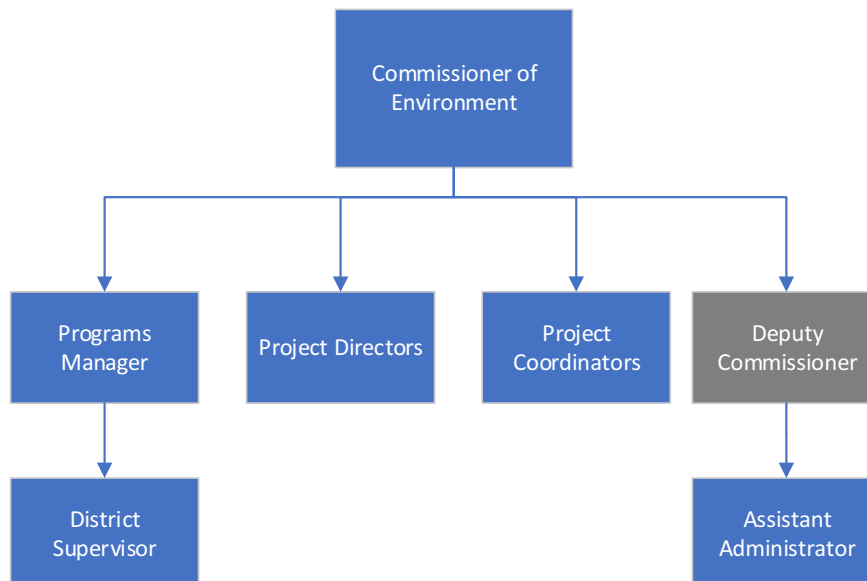 Commissioner of
Environment
Programs
Manager
Project Directors
Project
Coordinators
Deputy
Commissioner
District
Supervisor
Assistant
Administrator